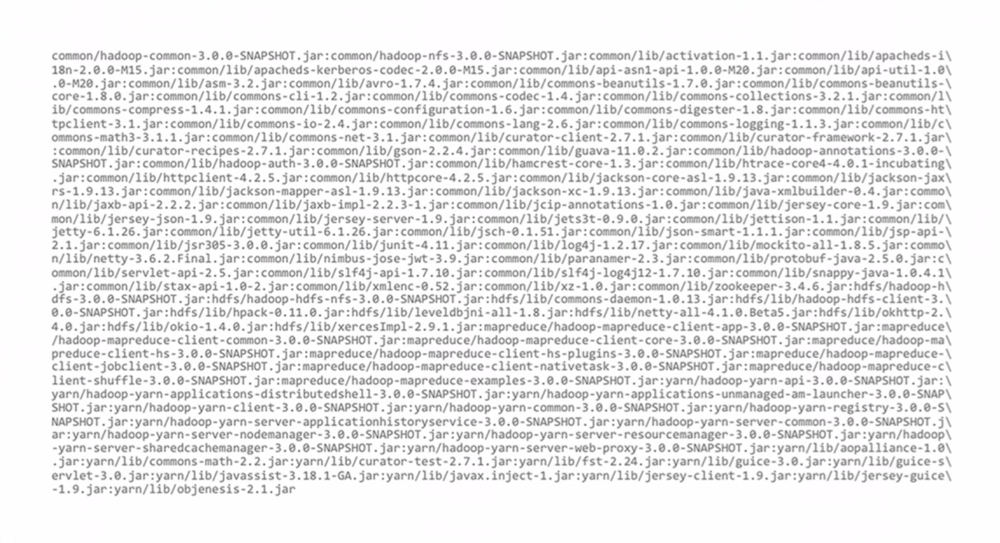 common/hadoop-common-3.0.0-SNAPSHOT.jar:common/hadoop-nfs-3.0.0-SNAPSHOT.jar:common/lib/activation-1.1.jar:common/lib/apacheds-i\
18n-2.0.0-M15.jar:common/lib/apacheds-kerberos-codec-2.0.0-M15.jar:common/lib/api-asn1-api-1.0.0-M20.jar:common/lib/api-util-1.0\
.0-M20.jar:common/lib/asm-3.2.jar:common/lib/avro-1.7.4.jar:common/lib/commons-beanutils-1.7.0.jar:common/lib/commons-beanutils-\
core-1.8.0.jar:common/lib/commons-cli-1.2.jar:common/lib/commons-codec-1.4.jar:common/lib/commons-collections-3.2.1.jar:common/l\
ib/commons-compress-1.4.1.jar:common/lib/commons-configuration-1.6.jar:common/lib/commons-digester-1.8.jar:common/lib/commons-ht\
tpclient-3.1.jar:common/lib/commons-io-2.4.jar:common/lib/commons-lang-2.6.jar:common/lib/commons-logging-1.1.3.jar:common/lib/c\
ommons-math3-3.1.1.jar:common/lib/commons-net-3.1.jar:common/lib/curator-client-2.7.1.jar:common/lib/curator-framework-2.7.1.jar\
:common/lib/curator-recipes-2.7.1.jar:common/lib/gson-2.2.4.jar:common/lib/guava-11.0.2.jar:common/lib/hadoop-annotations-3.0.0-\
SNAPSHOT.jar:common/lib/hadoop-auth-3.0.0-SNAPSHOT.jar:common/lib/hamcrest-core-1.3.jar:common/lib/htrace-core4-4.0.1-incubating\
.jar:common/lib/httpclient-4.2.5.jar:common/lib/httpcore-4.2.5.jar:common/lib/jackson-core-asl-1.9.13.jar:common/lib/jackson-jax\
rs-1.9.13.jar:common/lib/jackson-mapper-asl-1.9.13.jar:common/lib/jackson-xc-1.9.13.jar:common/lib/java-xmlbuilder-0.4.jar:commo\
n/lib/jaxb-api-2.2.2.jar:common/lib/jaxb-impl-2.2.3-1.jar:common/lib/jcip-annotations-1.0.jar:common/lib/jersey-core-1.9.jar:com\
mon/lib/jersey-json-1.9.jar:common/lib/jersey-server-1.9.jar:common/lib/jets3t-0.9.0.jar:common/lib/jettison-1.1.jar:common/lib/\
jetty-6.1.26.jar:common/lib/jetty-util-6.1.26.jar:common/lib/jsch-0.1.51.jar:common/lib/json-smart-1.1.1.jar:common/lib/jsp-api-\
2.1.jar:common/lib/jsr305-3.0.0.jar:common/lib/junit-4.11.jar:common/lib/log4j-1.2.17.jar:common/lib/mockito-all-1.8.5.jar:commo\
n/lib/netty-3.6.2.Final.jar:common/lib/nimbus-jose-jwt-3.9.jar:common/lib/paranamer-2.3.jar:common/lib/protobuf-java-2.5.0.jar:c\
ommon/lib/servlet-api-2.5.jar:common/lib/slf4j-api-1.7.10.jar:common/lib/slf4j-log4j12-1.7.10.jar:common/lib/snappy-java-1.0.4.1\
.jar:common/lib/stax-api-1.0-2.jar:common/lib/xmlenc-0.52.jar:common/lib/xz-1.0.jar:common/lib/zookeeper-3.4.6.jar:hdfs/hadoop-h\
dfs-3.0.0-SNAPSHOT.jar:hdfs/hadoop-hdfs-nfs-3.0.0-SNAPSHOT.jar:hdfs/lib/commons-daemon-1.0.13.jar:hdfs/lib/hadoop-hdfs-client-3.\
0.0-SNAPSHOT.jar:hdfs/lib/hpack-0.11.0.jar:hdfs/lib/leveldbjni-all-1.8.jar:hdfs/lib/netty-all-4.1.0.Beta5.jar:hdfs/lib/okhttp-2.\
4.0.jar:hdfs/lib/okio-1.4.0.jar:hdfs/lib/xercesImpl-2.9.1.jar:mapreduce/hadoop-mapreduce-client-app-3.0.0-SNAPSHOT.jar:mapreduce\
/hadoop-mapreduce-client-common-3.0.0-SNAPSHOT.jar:mapreduce/hadoop-mapreduce-client-core-3.0.0-SNAPSHOT.jar:mapreduce/hadoop-ma\
preduce-client-hs-3.0.0-SNAPSHOT.jar:mapreduce/hadoop-mapreduce-client-hs-plugins-3.0.0-SNAPSHOT.jar:mapreduce/hadoop-mapreduce-\
client-jobclient-3.0.0-SNAPSHOT.jar:mapreduce/hadoop-mapreduce-client-nativetask-3.0.0-SNAPSHOT.jar:mapreduce/hadoop-mapreduce-c\
lient-shuffle-3.0.0-SNAPSHOT.jar:mapreduce/hadoop-mapreduce-examples-3.0.0-SNAPSHOT.jar:yarn/hadoop-yarn-api-3.0.0-SNAPSHOT.jar:\
yarn/hadoop-yarn-applications-distributedshell-3.0.0-SNAPSHOT.jar:yarn/hadoop-yarn-applications-unmanaged-am-launcher-3.0.0-SNAP\
SHOT.jar:yarn/hadoop-yarn-client-3.0.0-SNAPSHOT.jar:yarn/hadoop-yarn-common-3.0.0-SNAPSHOT.jar:yarn/hadoop-yarn-registry-3.0.0-S\
NAPSHOT.jar:yarn/hadoop-yarn-server-applicationhistoryservice-3.0.0-SNAPSHOT.jar:yarn/hadoop-yarn-server-common-3.0.0-SNAPSHOT.j\
ar:yarn/hadoop-yarn-server-nodemanager-3.0.0-SNAPSHOT.jar:yarn/hadoop-yarn-server-resourcemanager-3.0.0-SNAPSHOT.jar:yarn/hadoop\
-yarn-server-sharedcachemanager-3.0.0-SNAPSHOT.jar:yarn/hadoop-yarn-server-web-proxy-3.0.0-SNAPSHOT.jar:yarn/lib/aopalliance-1.0\
.jar:yarn/lib/commons-math-2.2.jar:yarn/lib/curator-test-2.7.1.jar:yarn/lib/fst-2.24.jar:yarn/lib/guice-3.0.jar:yarn/lib/guice-s\
ervlet-3.0.jar:yarn/lib/javassist-3.18.1-GA.jar:yarn/lib/javax.inject-1.jar:yarn/lib/jersey-client-1.9.jar:yarn/lib/jersey-guice\
-1.9.jar:yarn/lib/objenesis-2.1.jar